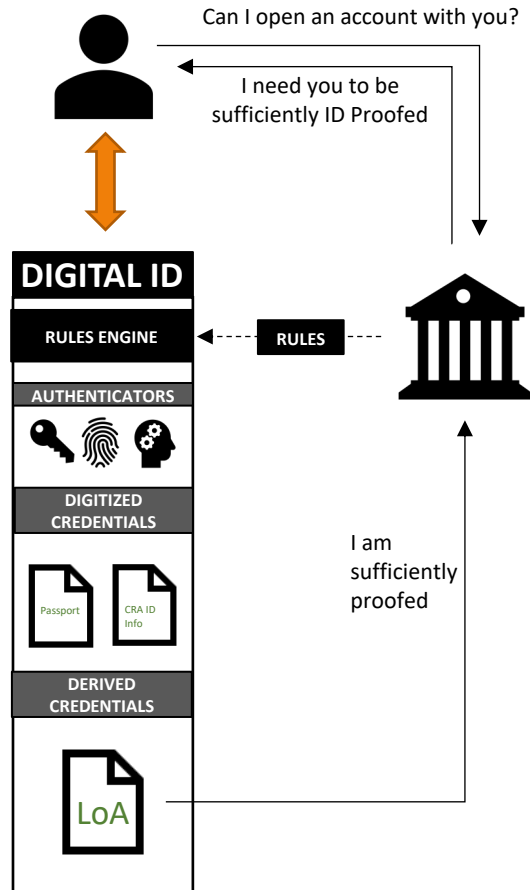 Can I open an account with you?
I need you to be
sufficiently ID Proofed
DIGITAL ID
RULES ENGINE
RULES
AUTHENTICATORS
DIGITIZED
CREDENTIALS
Passport
CRA ID
Info
I am
sufficiently
proofed
DERIVED
CREDENTIALS
LoA